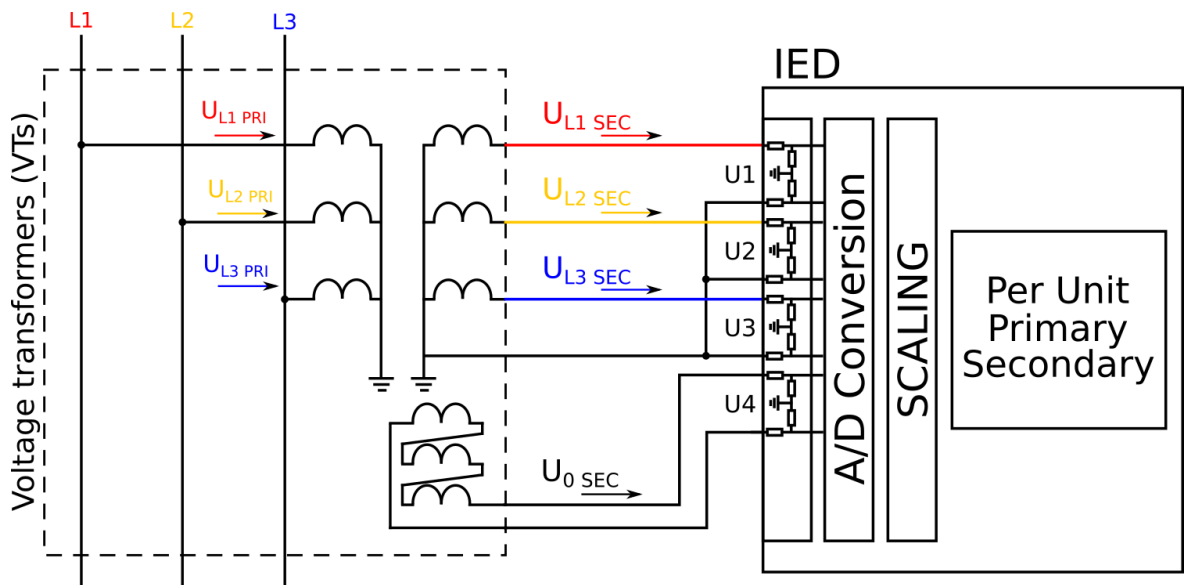 L1 L2 L3
IED
Voltage transformers (VTs)
UL1 PRI
UL1 SEC
U1
UL2 PRI
UL2 SEC
U2
UL3 PRI
UL3 SEC
U3
U4
U0 SEC
A/D Conversion
SCALING
Per Unit
Primary
Secondary